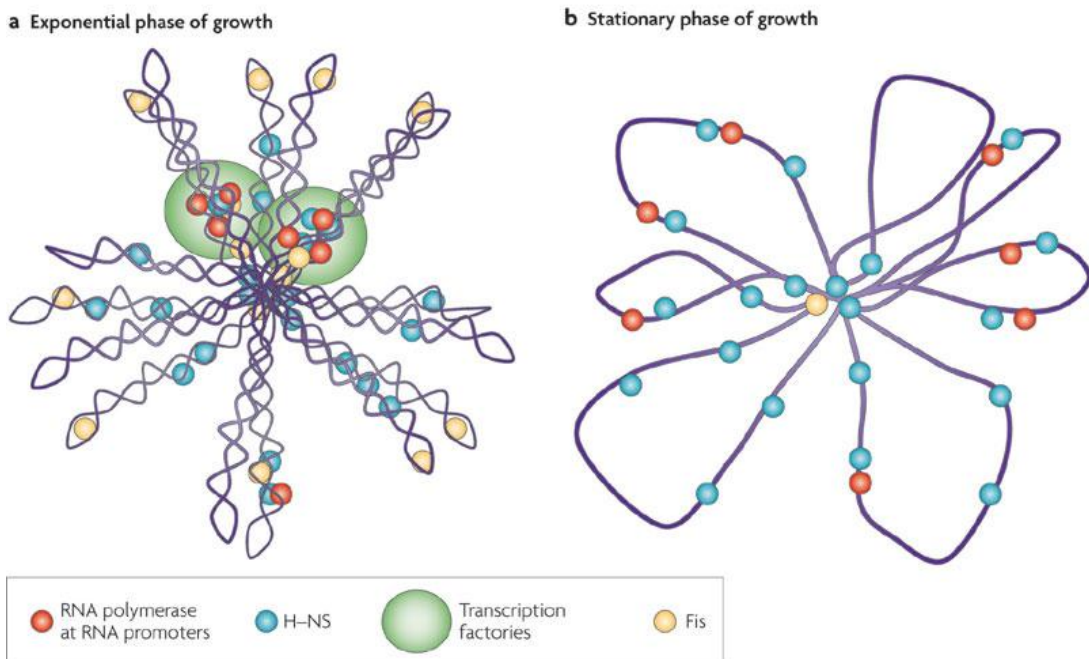 a Exponential phase of growth
b Stationary phase of growth
RNA polymerase
at RNA promoters
H–NS
Transcription
factories
Fis